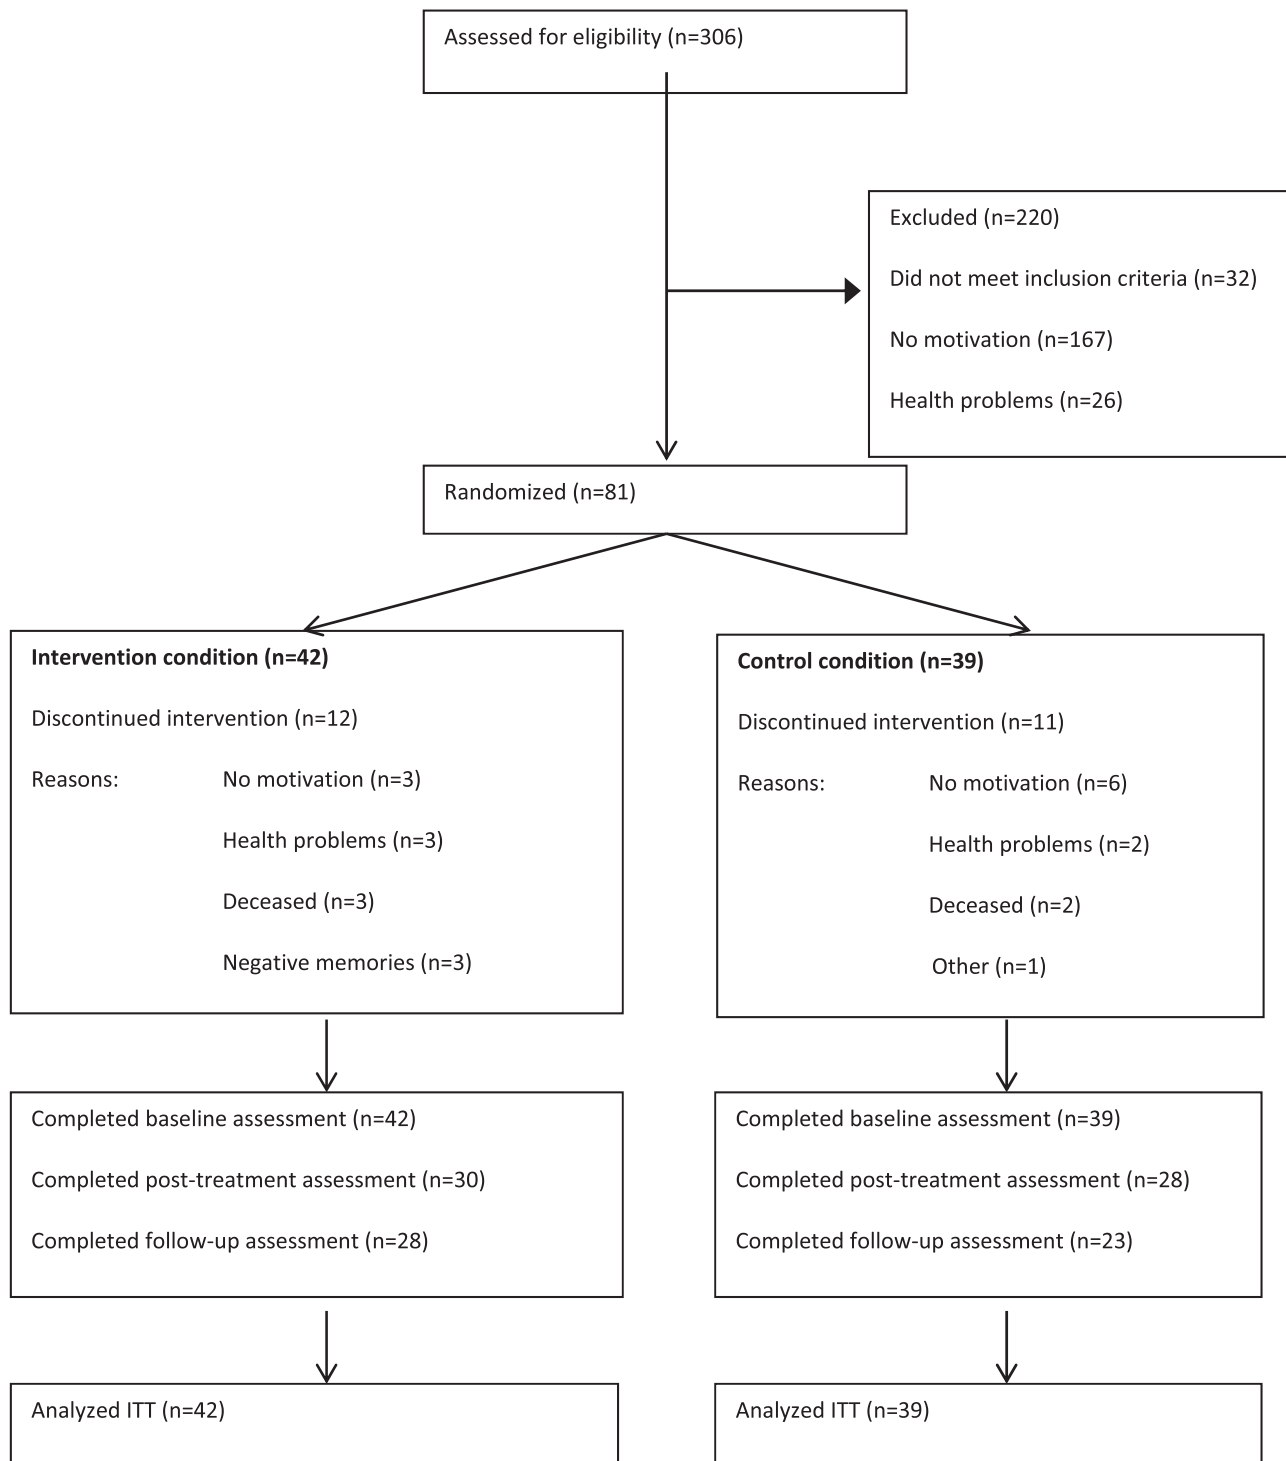 Assessed for eligibility (n=306)
Excluded (n=220)
Did not meet inclusion criteria (n=32)
No motivation (n=167)
Health problems (n=26)
Randomized (n=81)
Intervention condition (n=42)
Discontinued intervention (n=12)
Reasons: No motivation (n=3)
Health problems (n=3)
Deceased (n=3)
Negative memories (n=3)
Control condition (n=39)
Discontinued intervention (n=11)
Reasons: No motivation (n=6)
Health problems (n=2)
Deceased (n=2)
Other (n=1)
Completed baseline assessment (n=42)
Completed post-treatment assessment (n=30)
Completed follow-up assessment (n=28)
Completed baseline assessment (n=39)
Completed post-treatment assessment (n=28)
Completed follow-up assessment (n=23)
Analyzed ITT (n=42)
Analyzed ITT (n=39)